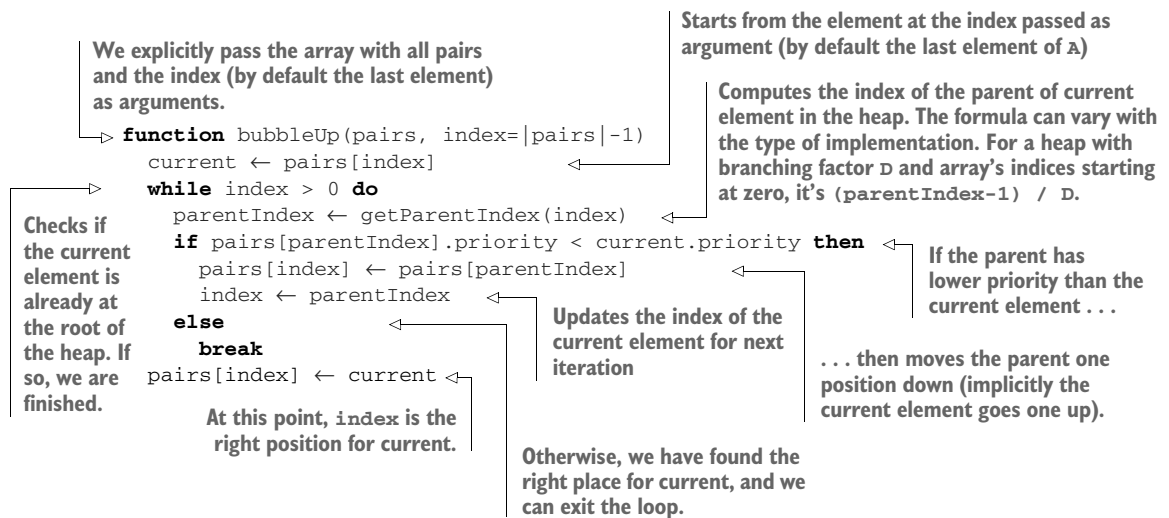 Starts from the element at the index passed as
argument (by default the last element of A)
We explicitly pass the array with all pairs
and the index (by default the last element)
as arguments.
Computes the index of the parent of current
element in the heap. The formula can vary with
the type of implementation. For a heap with
branching factor D and array's indices starting
at zero, it's (parentIndex-1) / D.
function bubbleUp(pairs, index=|pairs|-1)
current ← pairs[index]
while index > 0 do
parentIndex ← getParentIndex(index)
if pairs[parentIndex].priority < current.priority then
pairs[index] ← pairs[parentIndex]
index ← parentIndex
else
break
pairs[index] ← current
Checks if
the current
element is
already at
the root of
the heap. If
so, we are
finished.
If the parent has
lower priority than the
current element . . .
Updates the index of the
current element for next
iteration
. . . then moves the parent one
position down (implicitly the
current element goes one up).
At this point, index is the
right position for current.
Otherwise, we have found the
right place for current, and we
can exit the loop.